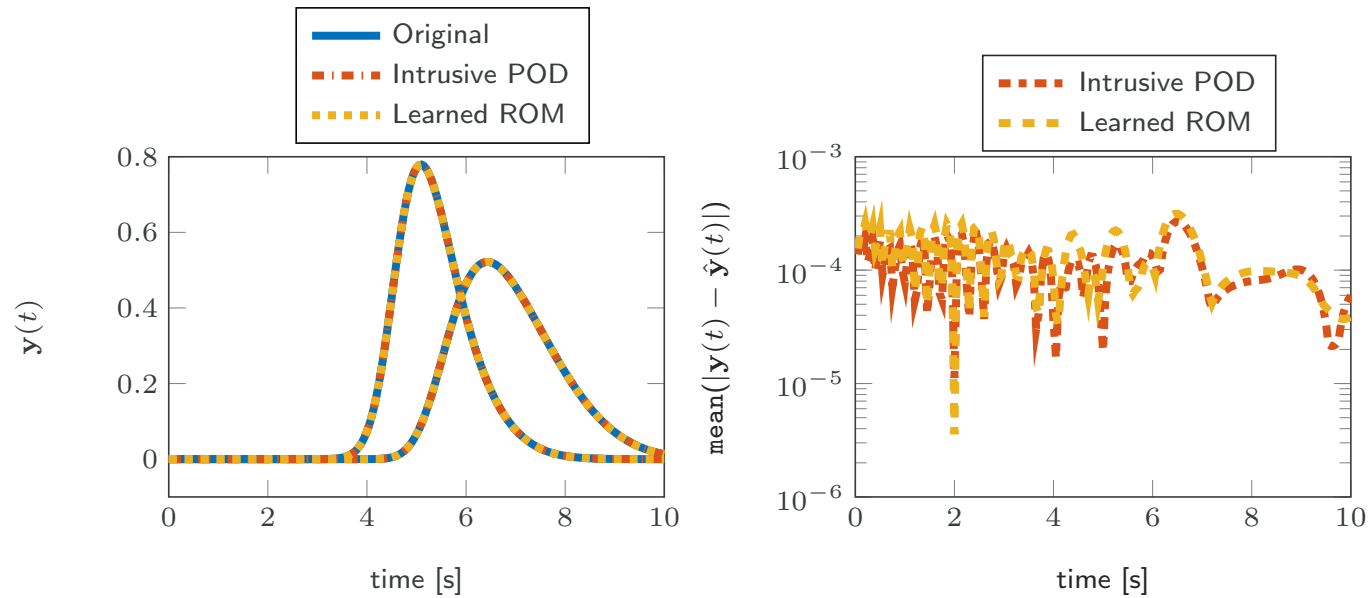 Original
Intrusive POD
Learned ROM
0.8
0.6
0.4
0.2
0
0 2 4 6 8 10
y(t)
time [s]
Intrusive POD
Learned ROM
10⁻³
10⁻⁴
10⁻⁵
10⁻⁶
0 2 4 6 8 10
mean(|y(t) − ŷ(t)|)
time [s]